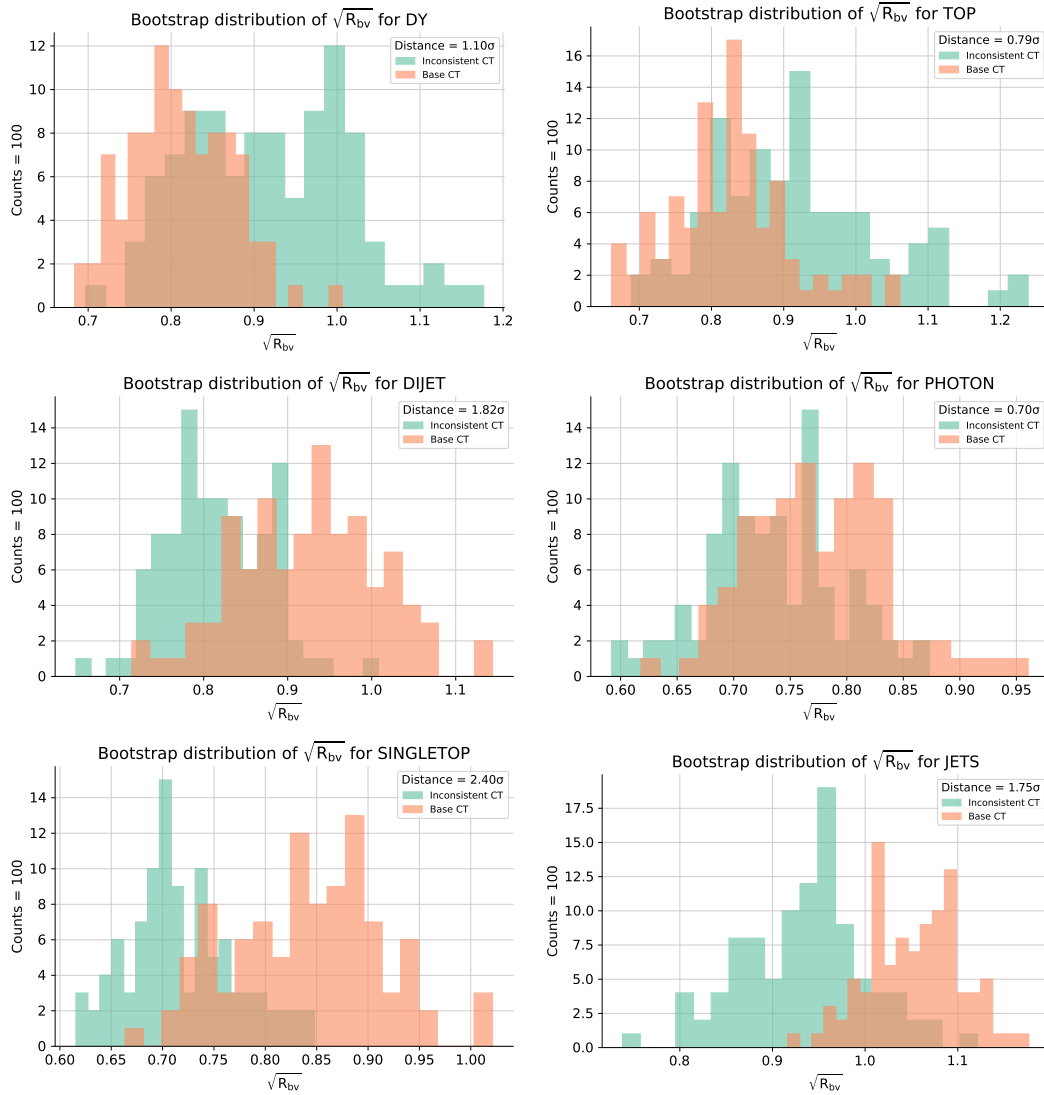 Bootstrap distribution of √R_bv for DY
Counts = 100
12
10
8
6
4
2
0
Distance = 1.10σ
Inconsistent CT
Base CT
0.7 0.8 0.9 1.0 1.1 1.2
√R_bv
Bootstrap distribution of √R_bv for TOP
Counts = 100
16
14
12
10
8
6
4
2
0
Distance = 0.79σ
Inconsistent CT
Base CT
0.7 0.8 0.9 1.0 1.1 1.2
√R_bv
Bootstrap distribution of √R_bv for DIJET
Counts = 100
14
12
10
8
6
4
2
0
Distance = 1.82σ
Inconsistent CT
Base CT
0.7 0.8 0.9 1.0 1.1
√R_bv
Bootstrap distribution of √R_bv for PHOTON
Counts = 100
14
12
10
8
6
4
2
0
Distance = 0.70σ
Inconsistent CT
Base CT
0.60 0.65 0.70 0.75 0.80 0.85 0.90 0.95
√R_bv
Bootstrap distribution of √R_bv for SINGLETOP
Counts = 100
14
12
10
8
6
4
2
0
Distance = 2.40σ
Inconsistent CT
Base CT
0.60 0.65 0.70 0.75 0.80 0.85 0.90 0.95 1.00
√R_bv
Bootstrap distribution of √R_bv for JETS
Counts = 100
17.5
15.0
12.5
10.0
7.5
5.0
2.5
0.0
Distance = 1.75σ
Inconsistent CT
Base CT
0.8 0.9 1.0 1.1
√R_bv